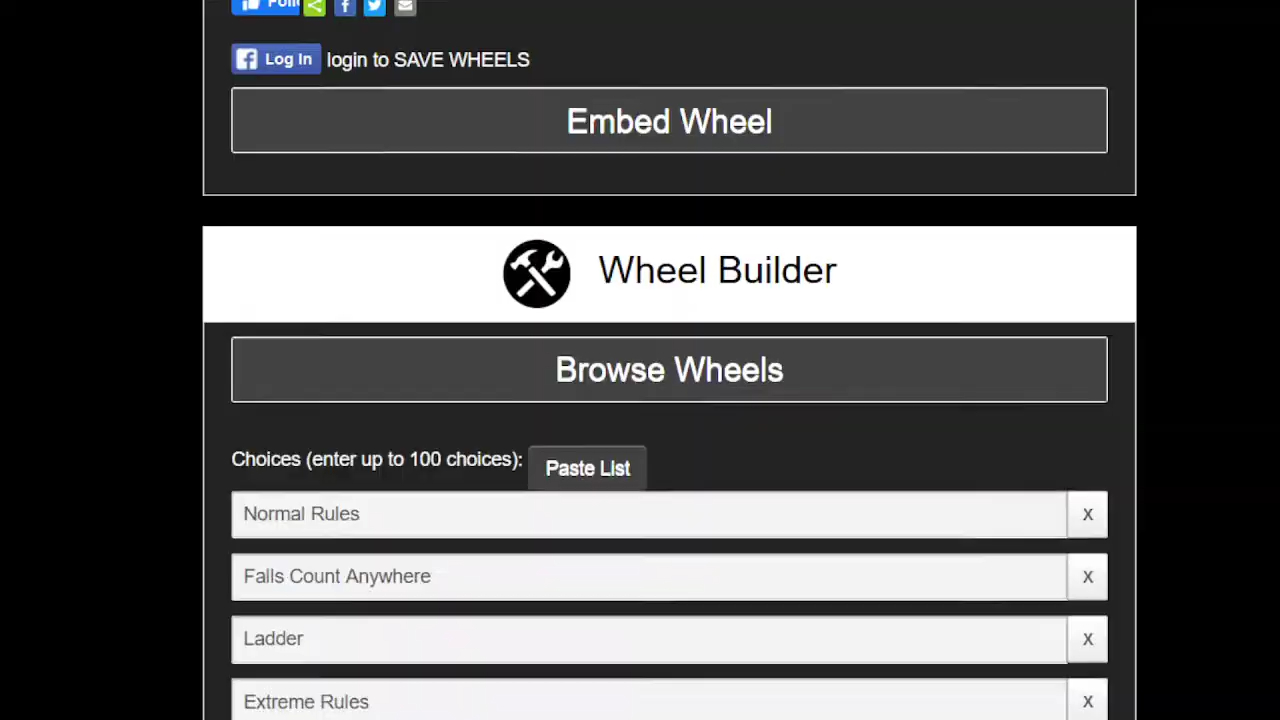 Log In login to SAVE WHEELS
Embed Wheel
Wheel Builder
Browse Wheels
Choices (enter up to 100 choices): Paste List
Normal Rules X
Falls Count Anywhere X
Ladder X
Extreme Rules X